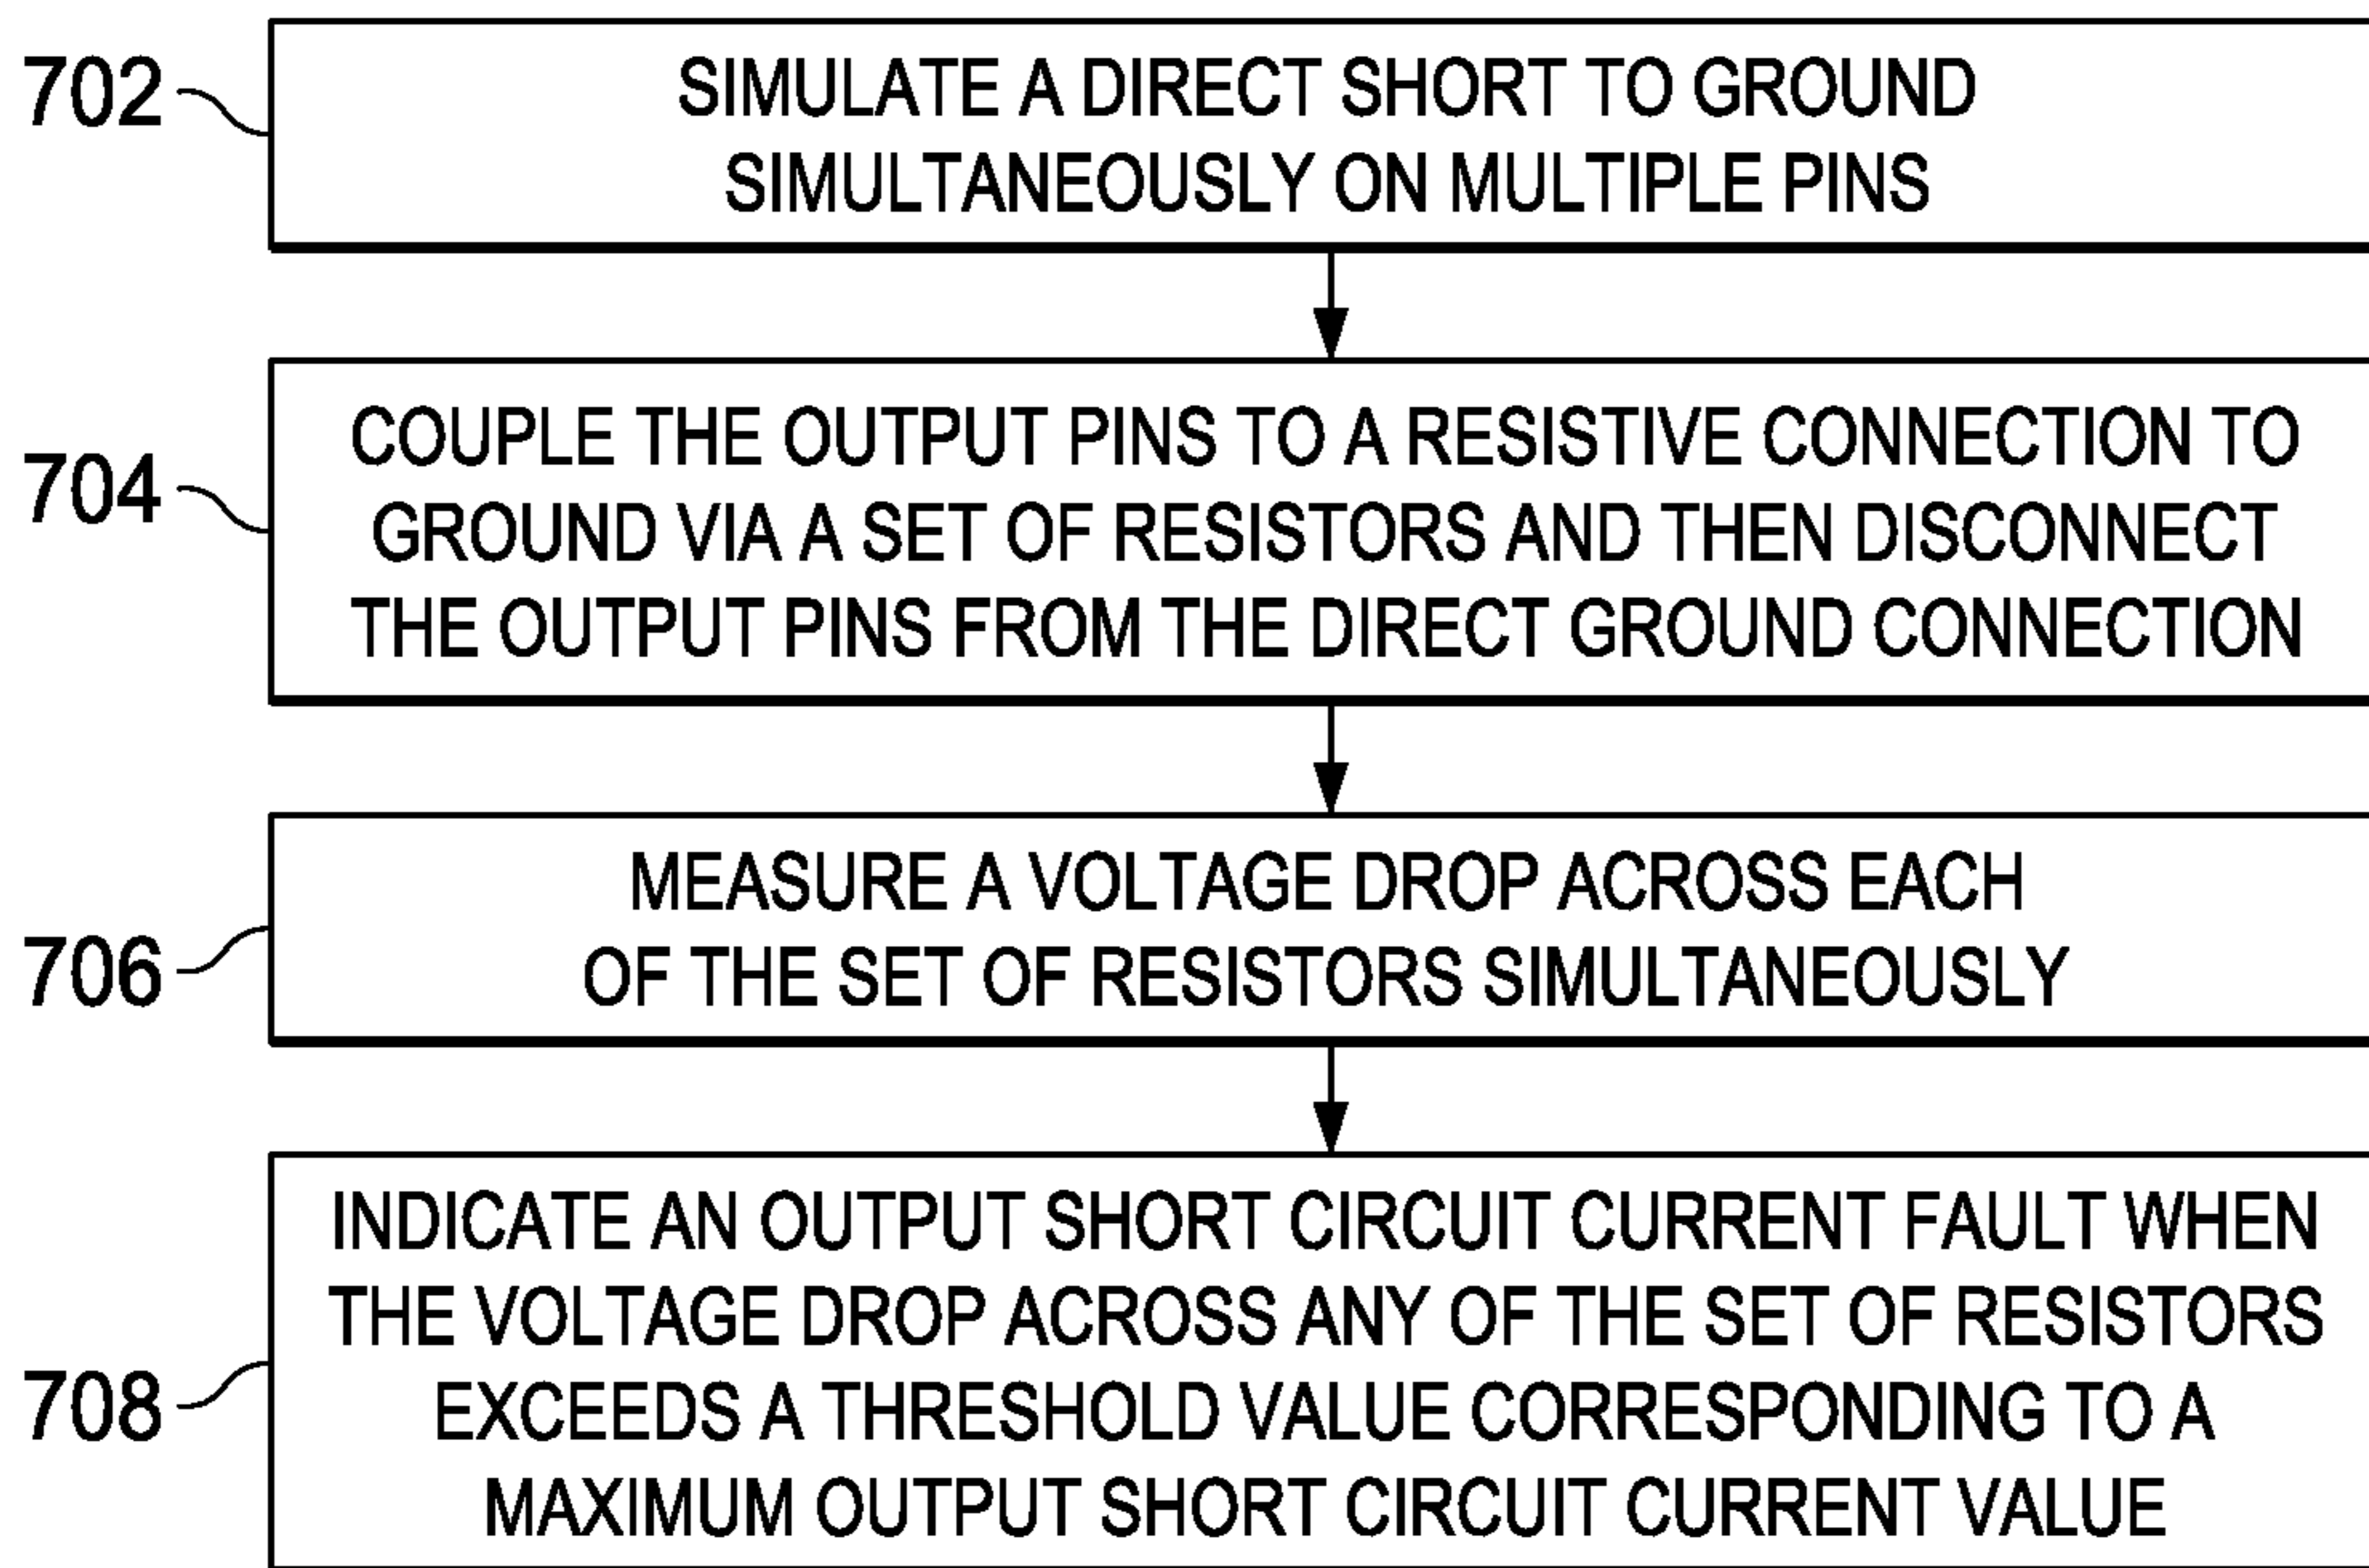 702
SIMULATE A DIRECT SHORT TO GROUND
SIMULTANEOUSLY ON MULTIPLE PINS
704
COUPLE THE OUTPUT PINS TO A RESISTIVE CONNECTION TO
GROUND VIA A SET OF RESISTORS AND THEN DISCONNECT
THE OUTPUT PINS FROM THE DIRECT GROUND CONNECTION
706
MEASURE A VOLTAGE DROP ACROSS EACH
OF THE SET OF RESISTORS SIMULTANEOUSLY
708
INDICATE AN OUTPUT SHORT CIRCUIT CURRENT FAULT WHEN
THE VOLTAGE DROP ACROSS ANY OF THE SET OF RESISTORS
EXCEEDS A THRESHOLD VALUE CORRESPONDING TO A
MAXIMUM OUTPUT SHORT CIRCUIT CURRENT VALUE